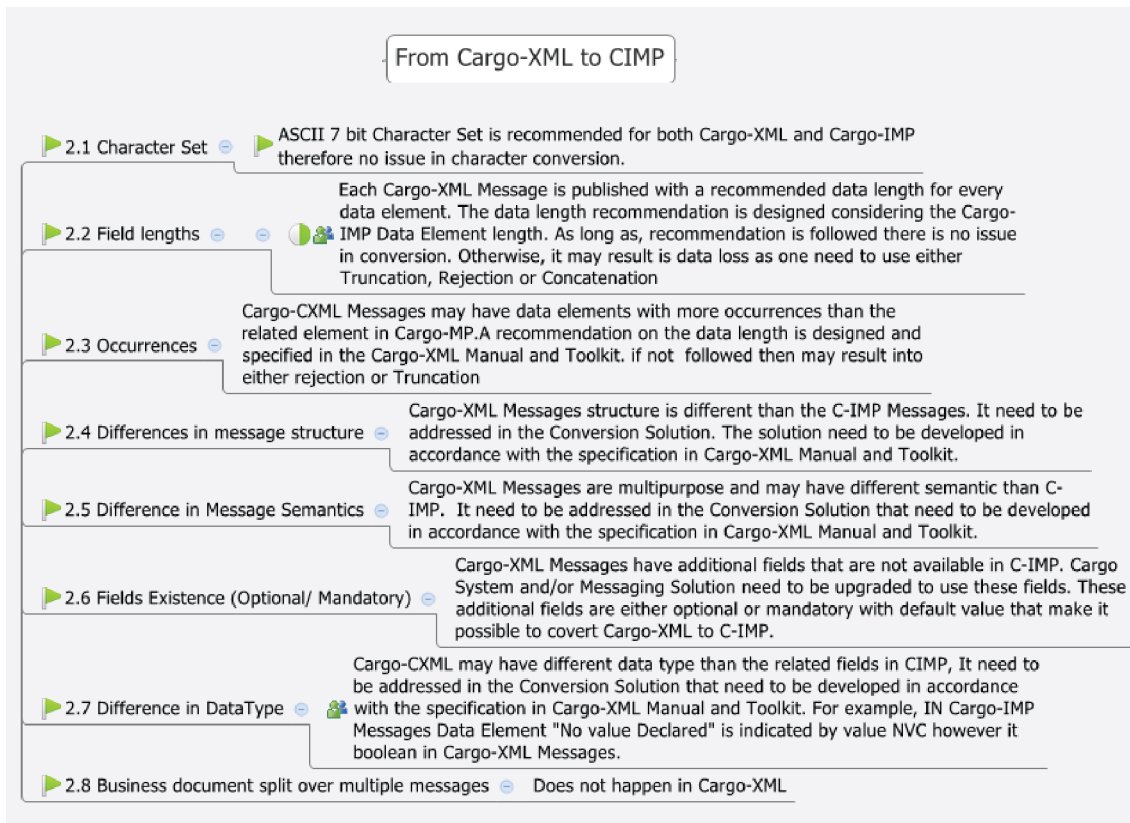 From Cargo-XML to CIMP
2.1 Character Set
ASCII 7 bit Character Set is recommended for both Cargo-XML and Cargo-IMP
therefore no issue in character conversion.
2.2 Field lengths
Each Cargo-XML Message is published with a recommended data length for every
data element. The data length recommendation is designed considering the Cargo-
IMP Data Element length. As long as, recommendation is followed there is no issue
in conversion. Otherwise, it may result is data loss as one need to use either
Truncation, Rejection or Concatenation
2.3 Occurrences
Cargo-CXML Messages may have data elements with more occurrences than the
related element in Cargo-MP.A recommendation on the data length is designed and
specified in the Cargo-XML Manual and Toolkit. if not  followed then may result into
either rejection or Truncation
2.4 Differences in message structure
Cargo-XML Messages structure is different than the C-IMP Messages. It need to be
addressed in the Conversion Solution. The solution need to be developed in
accordance with the specification in Cargo-XML Manual and Toolkit.
2.5 Difference in Message Semantics
Cargo-XML Messages are multipurpose and may have different semantic than C-
IMP.  It need to be addressed in the Conversion Solution that need to be developed
in accordance with the specification in Cargo-XML Manual and Toolkit.
2.6 Fields Existence (Optional/ Mandatory)
Cargo-XML Messages have additional fields that are not available in C-IMP. Cargo
System and/or Messaging Solution need to be upgraded to use these fields. These
additional fields are either optional or mandatory with default value that make it
possible to covert Cargo-XML to C-IMP.
2.7 Difference in DataType
Cargo-CXML may have different data type than the related fields in CIMP, It need to
be addressed in the Conversion Solution that need to be developed in accordance
with the specification in Cargo-XML Manual and Toolkit. For example, IN Cargo-IMP
Messages Data Element "No value Declared" is indicated by value NVC however it
boolean in Cargo-XML Messages.
2.8 Business document split over multiple messages
Does not happen in Cargo-XML